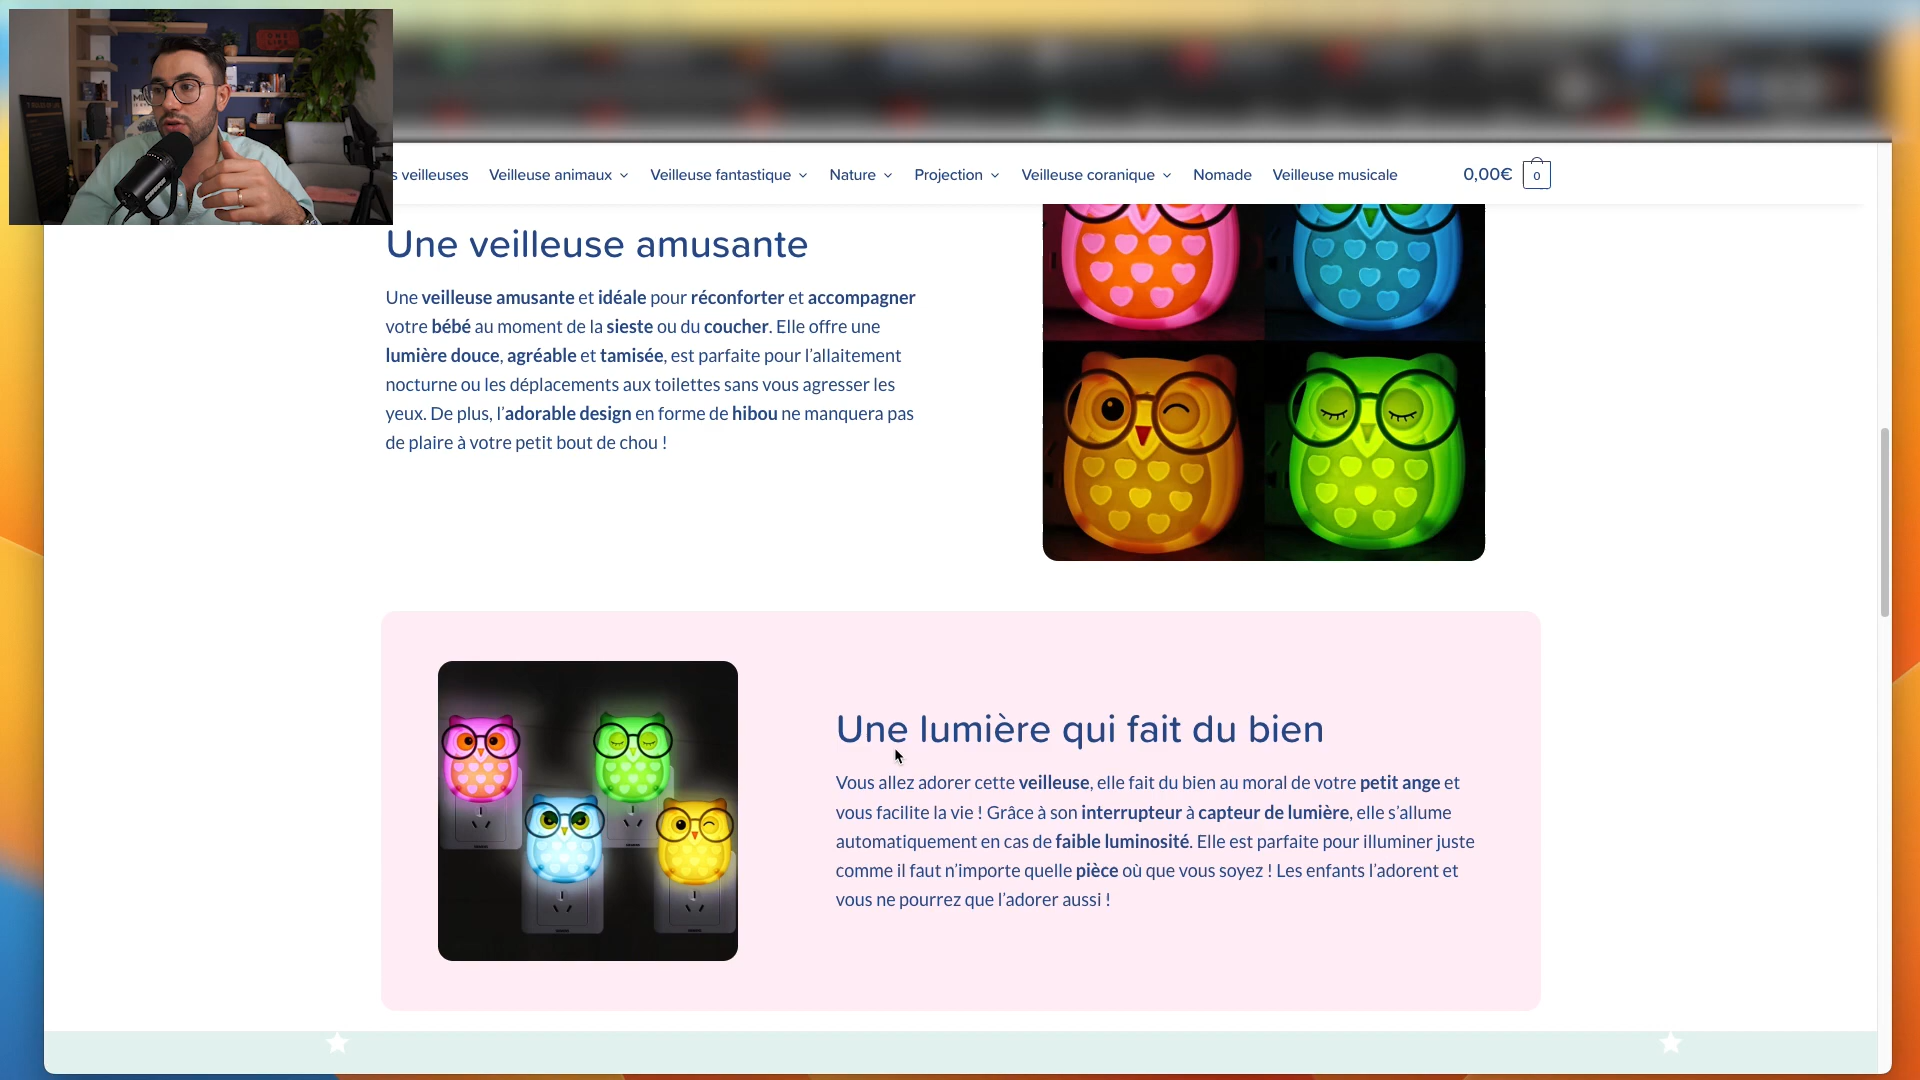 s veilleuses Veilleuse animaux Veilleuse fantastique Nature Projection Veilleuse coranique Nomade Veilleuse musicale 0,00€ 0
Une veilleuse amusante
Une veilleuse amusante et idéale pour réconforter et accompagner
votre bébé au moment de la sieste ou du coucher. Elle offre une
lumière douce, agréable et tamisée, est parfaite pour l’allaitement
nocturne ou les déplacements aux toilettes sans vous agresser les
yeux. De plus, l’adorable design en forme de hibou ne manquera pas
de plaire à votre petit bout de chou !
Une lumière qui fait du bien
Vous allez adorer cette veilleuse, elle fait du bien au moral de votre petit ange et
vous facilite la vie ! Grâce à son interrupteur à capteur de lumière, elle s’allume
automatiquement en cas de faible luminosité. Elle est parfaite pour illuminer juste
comme il faut n’importe quelle pièce où que vous soyez ! Les enfants l’adorent et
vous ne pourrez que l’adorer aussi !